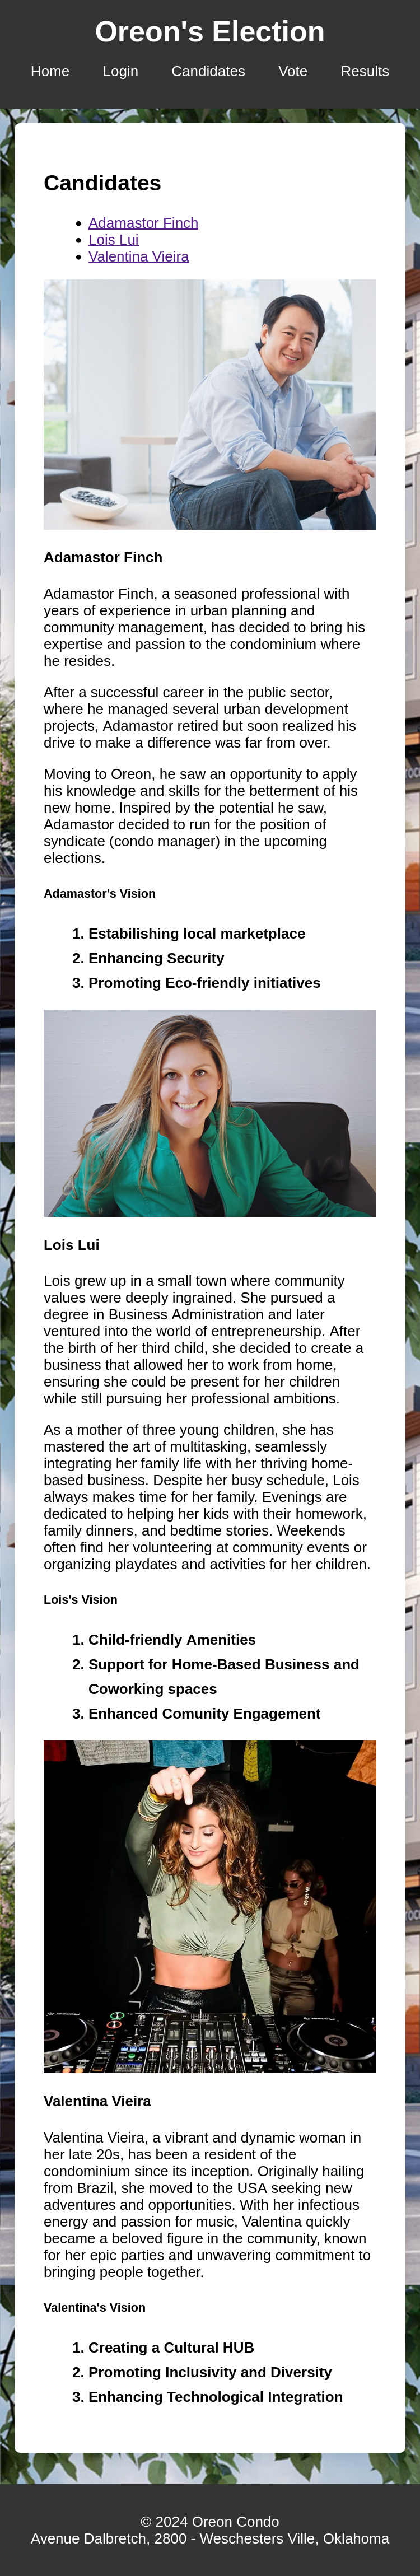 Oreon's Election
Home Login Candidates Vote Results
Candidates
Adamastor Finch
Lois Lui
Valentina Vieira
Adamastor Finch
Adamastor Finch, a seasoned professional with
years of experience in urban planning and
community management, has decided to bring his
expertise and passion to the condominium where
he resides.
After a successful career in the public sector,
where he managed several urban development
projects, Adamastor retired but soon realized his
drive to make a difference was far from over.
Moving to Oreon, he saw an opportunity to apply
his knowledge and skills for the betterment of his
new home. Inspired by the potential he saw,
Adamastor decided to run for the position of
syndicate (condo manager) in the upcoming
elections.
Adamastor's Vision
1. Estabilishing local marketplace
2. Enhancing Security
3. Promoting Eco-friendly initiatives
Lois Lui
Lois grew up in a small town where community
values were deeply ingrained. She pursued a
degree in Business Administration and later
ventured into the world of entrepreneurship. After
the birth of her third child, she decided to create a
business that allowed her to work from home,
ensuring she could be present for her children
while still pursuing her professional ambitions.
As a mother of three young children, she has
mastered the art of multitasking, seamlessly
integrating her family life with her thriving home-
based business. Despite her busy schedule, Lois
always makes time for her family. Evenings are
dedicated to helping her kids with their homework,
family dinners, and bedtime stories. Weekends
often find her volunteering at community events or
organizing playdates and activities for her children.
Lois's Vision
1. Child-friendly Amenities
2. Support for Home-Based Business and
Coworking spaces
3. Enhanced Comunity Engagement
Valentina Vieira
Valentina Vieira, a vibrant and dynamic woman in
her late 20s, has been a resident of the
condominium since its inception. Originally hailing
from Brazil, she moved to the USA seeking new
adventures and opportunities. With her infectious
energy and passion for music, Valentina quickly
became a beloved figure in the community, known
for her epic parties and unwavering commitment to
bringing people together.
Valentina's Vision
1. Creating a Cultural HUB
2. Promoting Inclusivity and Diversity
3. Enhancing Technological Integration
© 2024 Oreon Condo
Avenue Dalbretch, 2800 - Weschesters Ville, Oklahoma